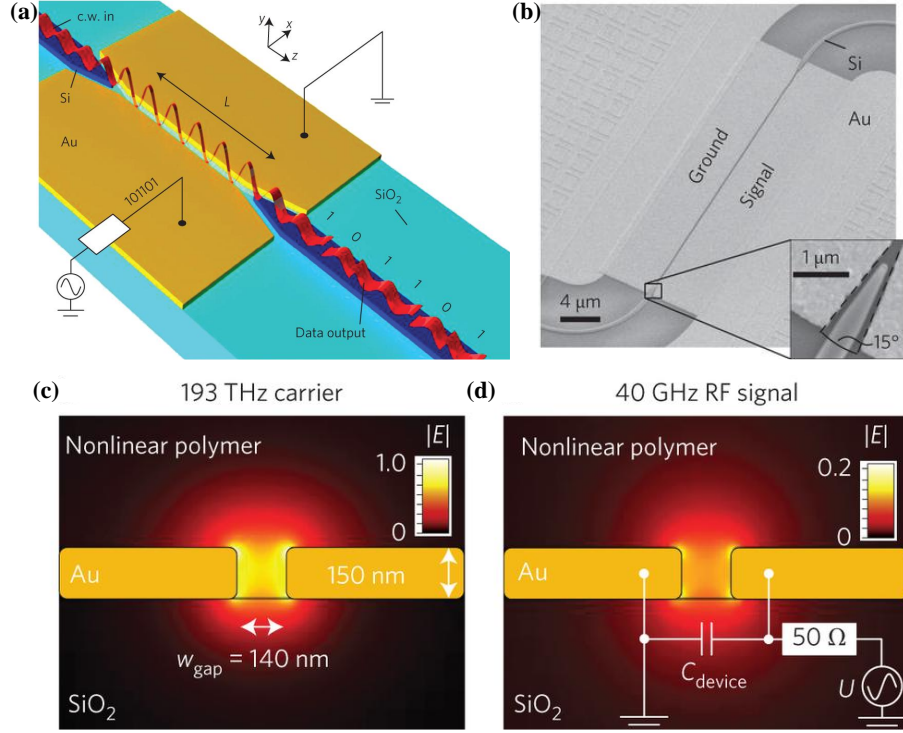 (a)
c.w. in
y
x
z
Si
L
Au
101101
SiO2
1
0
1
1
0
1
Data output
(b)
Si
Au
Ground
Signal
1 μm
4 μm
15°
(c)
193 THz carrier
Nonlinear polymer
|E|
1.0
0
Au
150 nm
wgap = 140 nm
SiO2
(d)
40 GHz RF signal
Nonlinear polymer
|E|
0.2
0
Au
50 Ω
Cdevice
U
SiO2